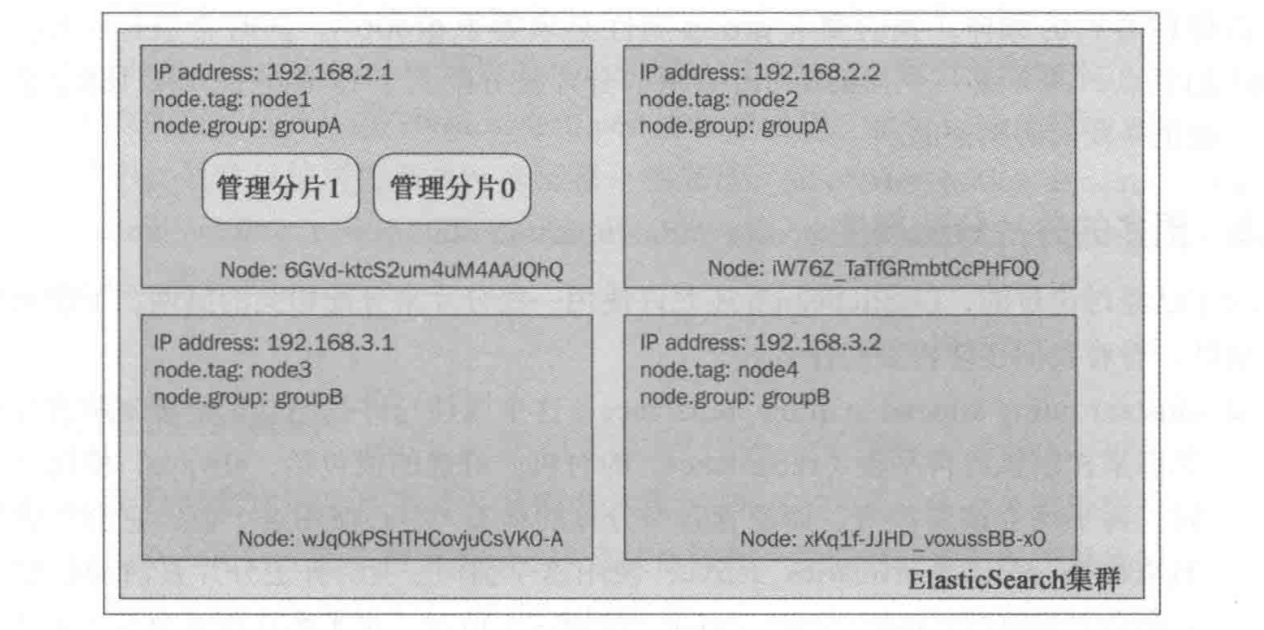 IP address: 192.168.2.1
node.tag: node1
node.group: groupA
管理分片1
管理分片0
Node: 6GVd-ktcS2um4uM4AAJQhQ
IP address: 192.168.2.2
node.tag: node2
node.group: groupA
Node: iW76Z_TaTfGRmbtCcPHF0Q
IP address: 192.168.3.1
node.tag: node3
node.group: groupB
Node: wJq0kPSHTHCovjuCsVK0-A
IP address: 192.168.3.2
node.tag: node4
node.group: groupB
Node: xKq1f-JJHD_voxussBB-x0
ElasticSearch集群